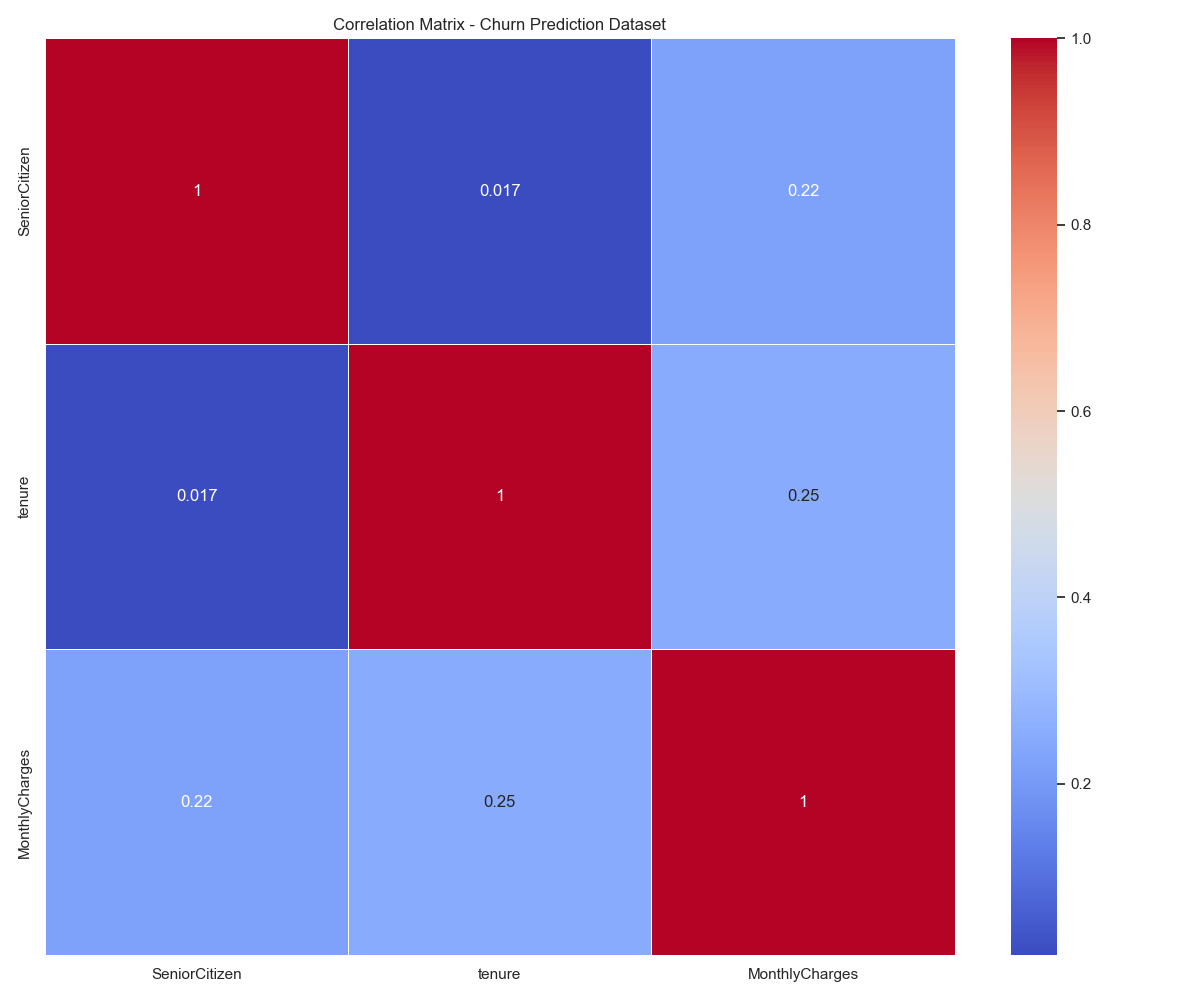 Correlation Matrix - Churn Prediction Dataset
SeniorCitizen
1
0.017
0.22
tenure
0.017
1
0.25
MonthlyCharges
0.22
0.25
1
SeniorCitizen
tenure
MonthlyCharges
1.0
0.8
0.6
0.4
0.2